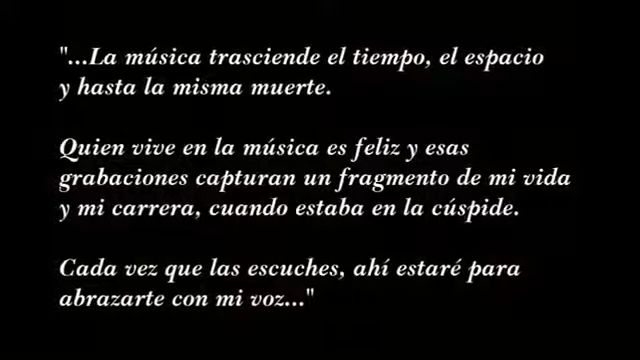 "...La música trasciende el tiempo, el espacio
y hasta la misma muerte.
Quien vive en la música es feliz y esas
grabaciones capturan un fragmento de mi vida
y mi carrera, cuando estaba en la cúspide.
Cada vez que las escuches, ahí estaré para
abrazarte con mi voz..."